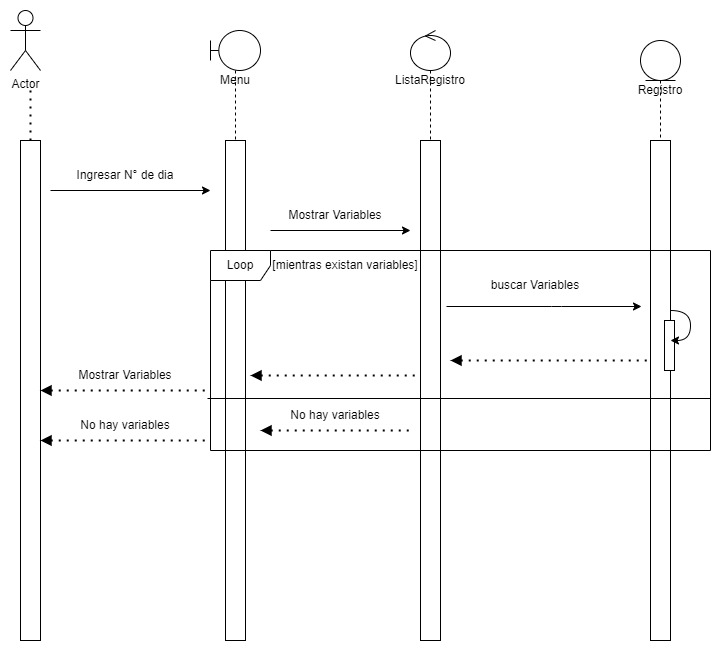 Actor
Menu
ListaRegistro
Registro
Ingresar N° de dia
Mostrar Variables
Loop
[mientras existan variables]
buscar Variables
Mostrar Variables
No hay variables
No hay variables